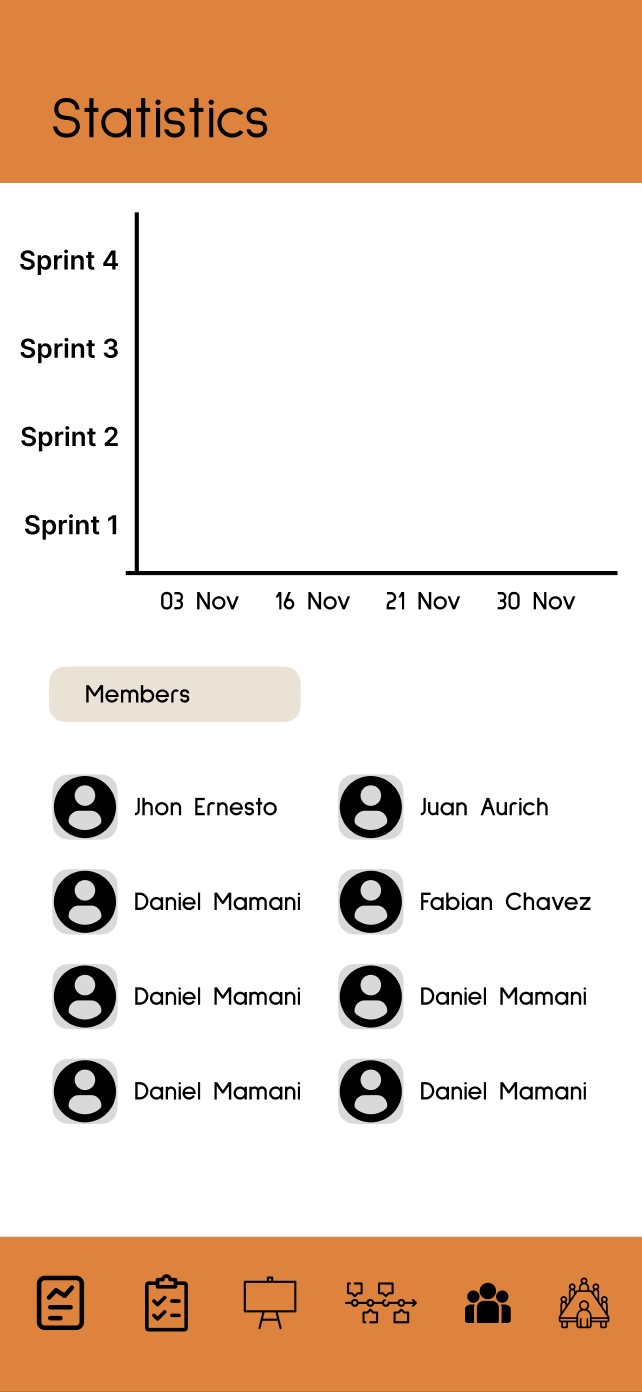 Statistics
Sprint 4
Sprint 3
Sprint 2
Sprint 1
03 Nov 16 Nov 21 Nov 30 Nov
Members
Jhon Ernesto Juan Aurich
Daniel Mamani Fabian Chavez
Daniel Mamani Daniel Mamani
Daniel Mamani Daniel Mamani